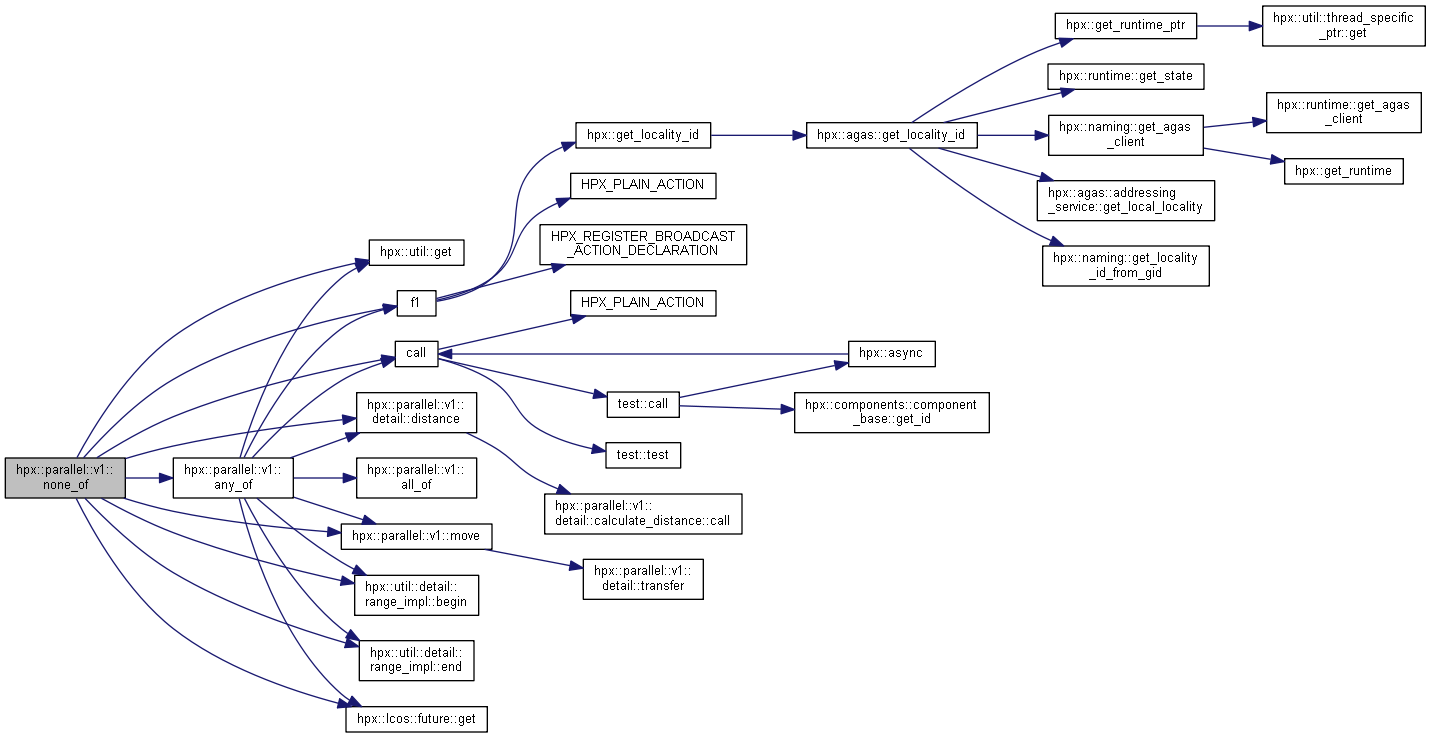 hpx::get_runtime_ptr
hpx::util::thread_specific
_ptr::get
hpx::runtime::get_state
hpx::runtime::get_agas
_client
hpx::get_locality_id
hpx::agas::get_locality_id
hpx::naming::get_agas
_client
hpx::get_runtime
HPX_PLAIN_ACTION
hpx::agas::addressing
_service::get_local_locality
HPX_REGISTER_BROADCAST
_ACTION_DECLARATION
hpx::util::get
hpx::naming::get_locality
_id_from_gid
f1
HPX_PLAIN_ACTION
call
hpx::async
test::call
hpx::components::component
_base::get_id
hpx::parallel::v1::
detail::distance
test::test
hpx::parallel::v1::
none_of
hpx::parallel::v1::
any_of
hpx::parallel::v1::
all_of
hpx::parallel::v1::
detail::calculate_distance::call
hpx::parallel::v1::move
hpx::parallel::v1::
detail::transfer
hpx::util::detail::
range_impl::begin
hpx::util::detail::
range_impl::end
hpx::lcos::future::get